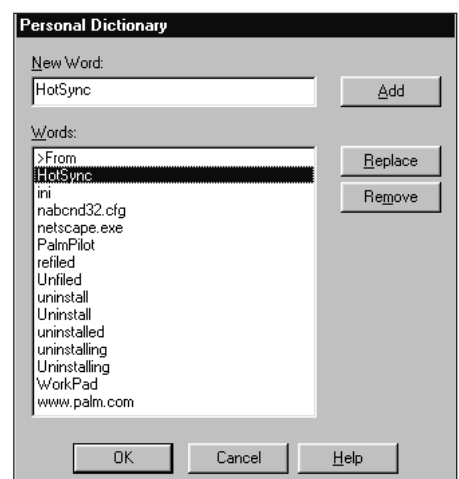 Personal Dictionary
New Word:
HotSync
Add
Words:
>From
HotSync
ini
nabcnd32.cfg
netscape.exe
PalmPilot
refiled
Unfiled
uninstall
Uninstall
uninstalled
uninstalling
Uninstalling
WorkPad
www.palm.com
Replace
Remove
OK
Cancel
Help